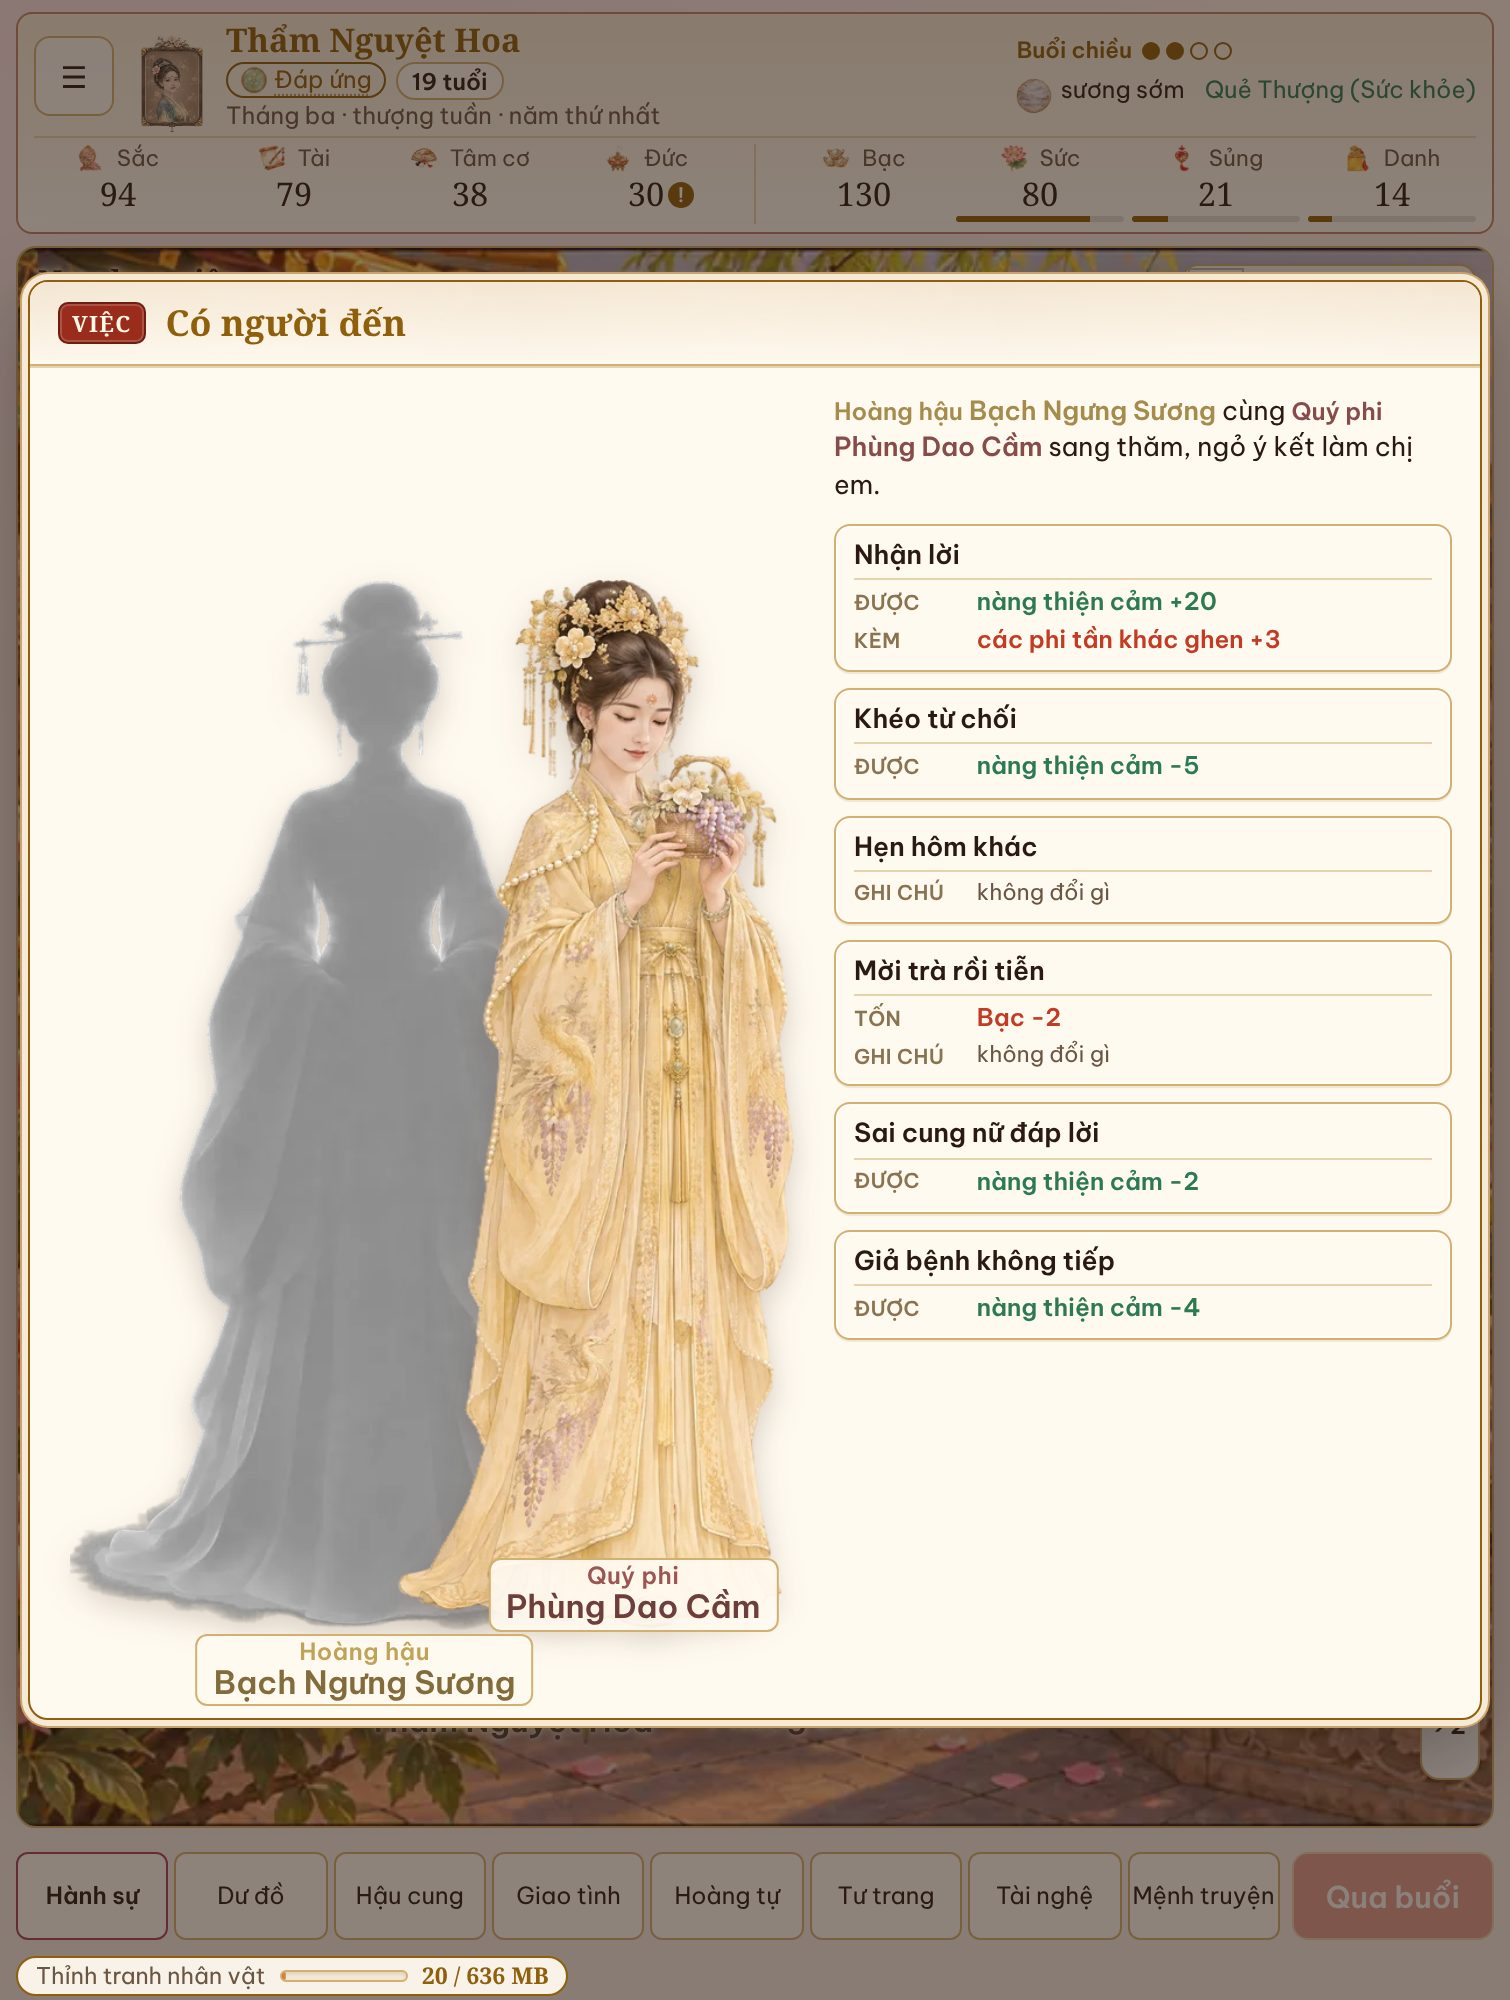 ☰
Thẩm Nguyệt Hoa
Đáp ứng
19 tuổi
Tháng ba · thượng tuần · năm thứ nhất
Buổi chiều
sương sớm
Quẻ Thượng (Sức khỏe)
Sắc
94
Tài
79
Tâm cơ
38
Đức
30!
Bạc
130
Sức
80
Sủng
21
Danh
14
VIỆC
Có người đến
Hoàng hậu Bạch Ngưng Sương cùng Quý phi
Phùng Dao Cầm sang thăm, ngỏ ý kết làm chị
em.
Nhận lời
ĐƯỢC nàng thiện cảm +20
KÈM các phi tần khác ghen +3
Khéo từ chối
ĐƯỢC nàng thiện cảm -5
Hẹn hôm khác
GHI CHÚ không đổi gì
Mời trà rồi tiễn
TỐN Bạc -2
GHI CHÚ không đổi gì
Sai cung nữ đáp lời
ĐƯỢC nàng thiện cảm -2
Giả bệnh không tiếp
ĐƯỢC nàng thiện cảm -4
Quý phi
Phùng Dao Cầm
Hoàng hậu
Bạch Ngưng Sương
Hành sự
Dư đồ
Hậu cung
Giao tình
Hoàng tự
Tư trang
Tài nghệ
Mệnh truyện
Qua buổi
Thỉnh tranh nhân vật 20 / 636 MB